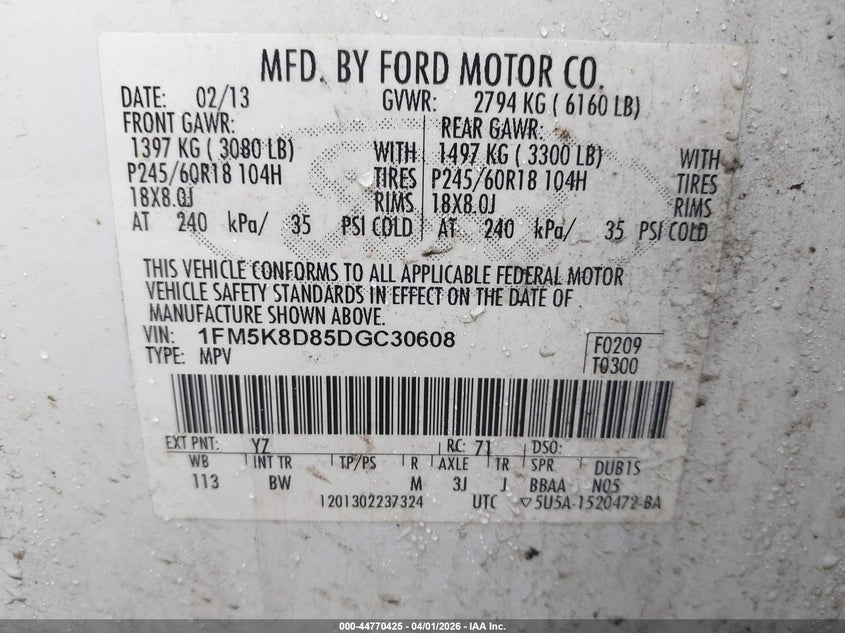 MFD. BY FORD MOTOR CO.
DATE: 02/13 GVWR: 2794 KG ( 6160 LB)
FRONT GAWR: REAR GAWR:
1397 KG ( 3080 LB) WITH 1497 KG ( 3300 LB) WITH
P245/60R18 104H TIRES P245/60R18 104H TIRES
18X8.0J RIMS 18X8.0J RIMS
AT 240 kPa/ 35 PSI COLD AT 240 kPa/ 35 PSI COLD
THIS VEHICLE CONFORMS TO ALL APPLICABLE FEDERAL MOTOR
VEHICLE SAFETY STANDARDS IN EFFECT ON THE DATE OF
MANUFACTURE SHOWN ABOVE.
VIN: 1FM5K8D85DGC30608 F0209
TYPE: MPV T0300
EXT PNT: YZ RC: 71 DSO:
WB INT TR TP/PS R AXLE TR SPR DUB1S
113 BW M 3J J BBAA N05
1201302237324 UTC ▽5U5A-1520472-BA
000-44770425 | 04/01/2026 - IAA Inc.